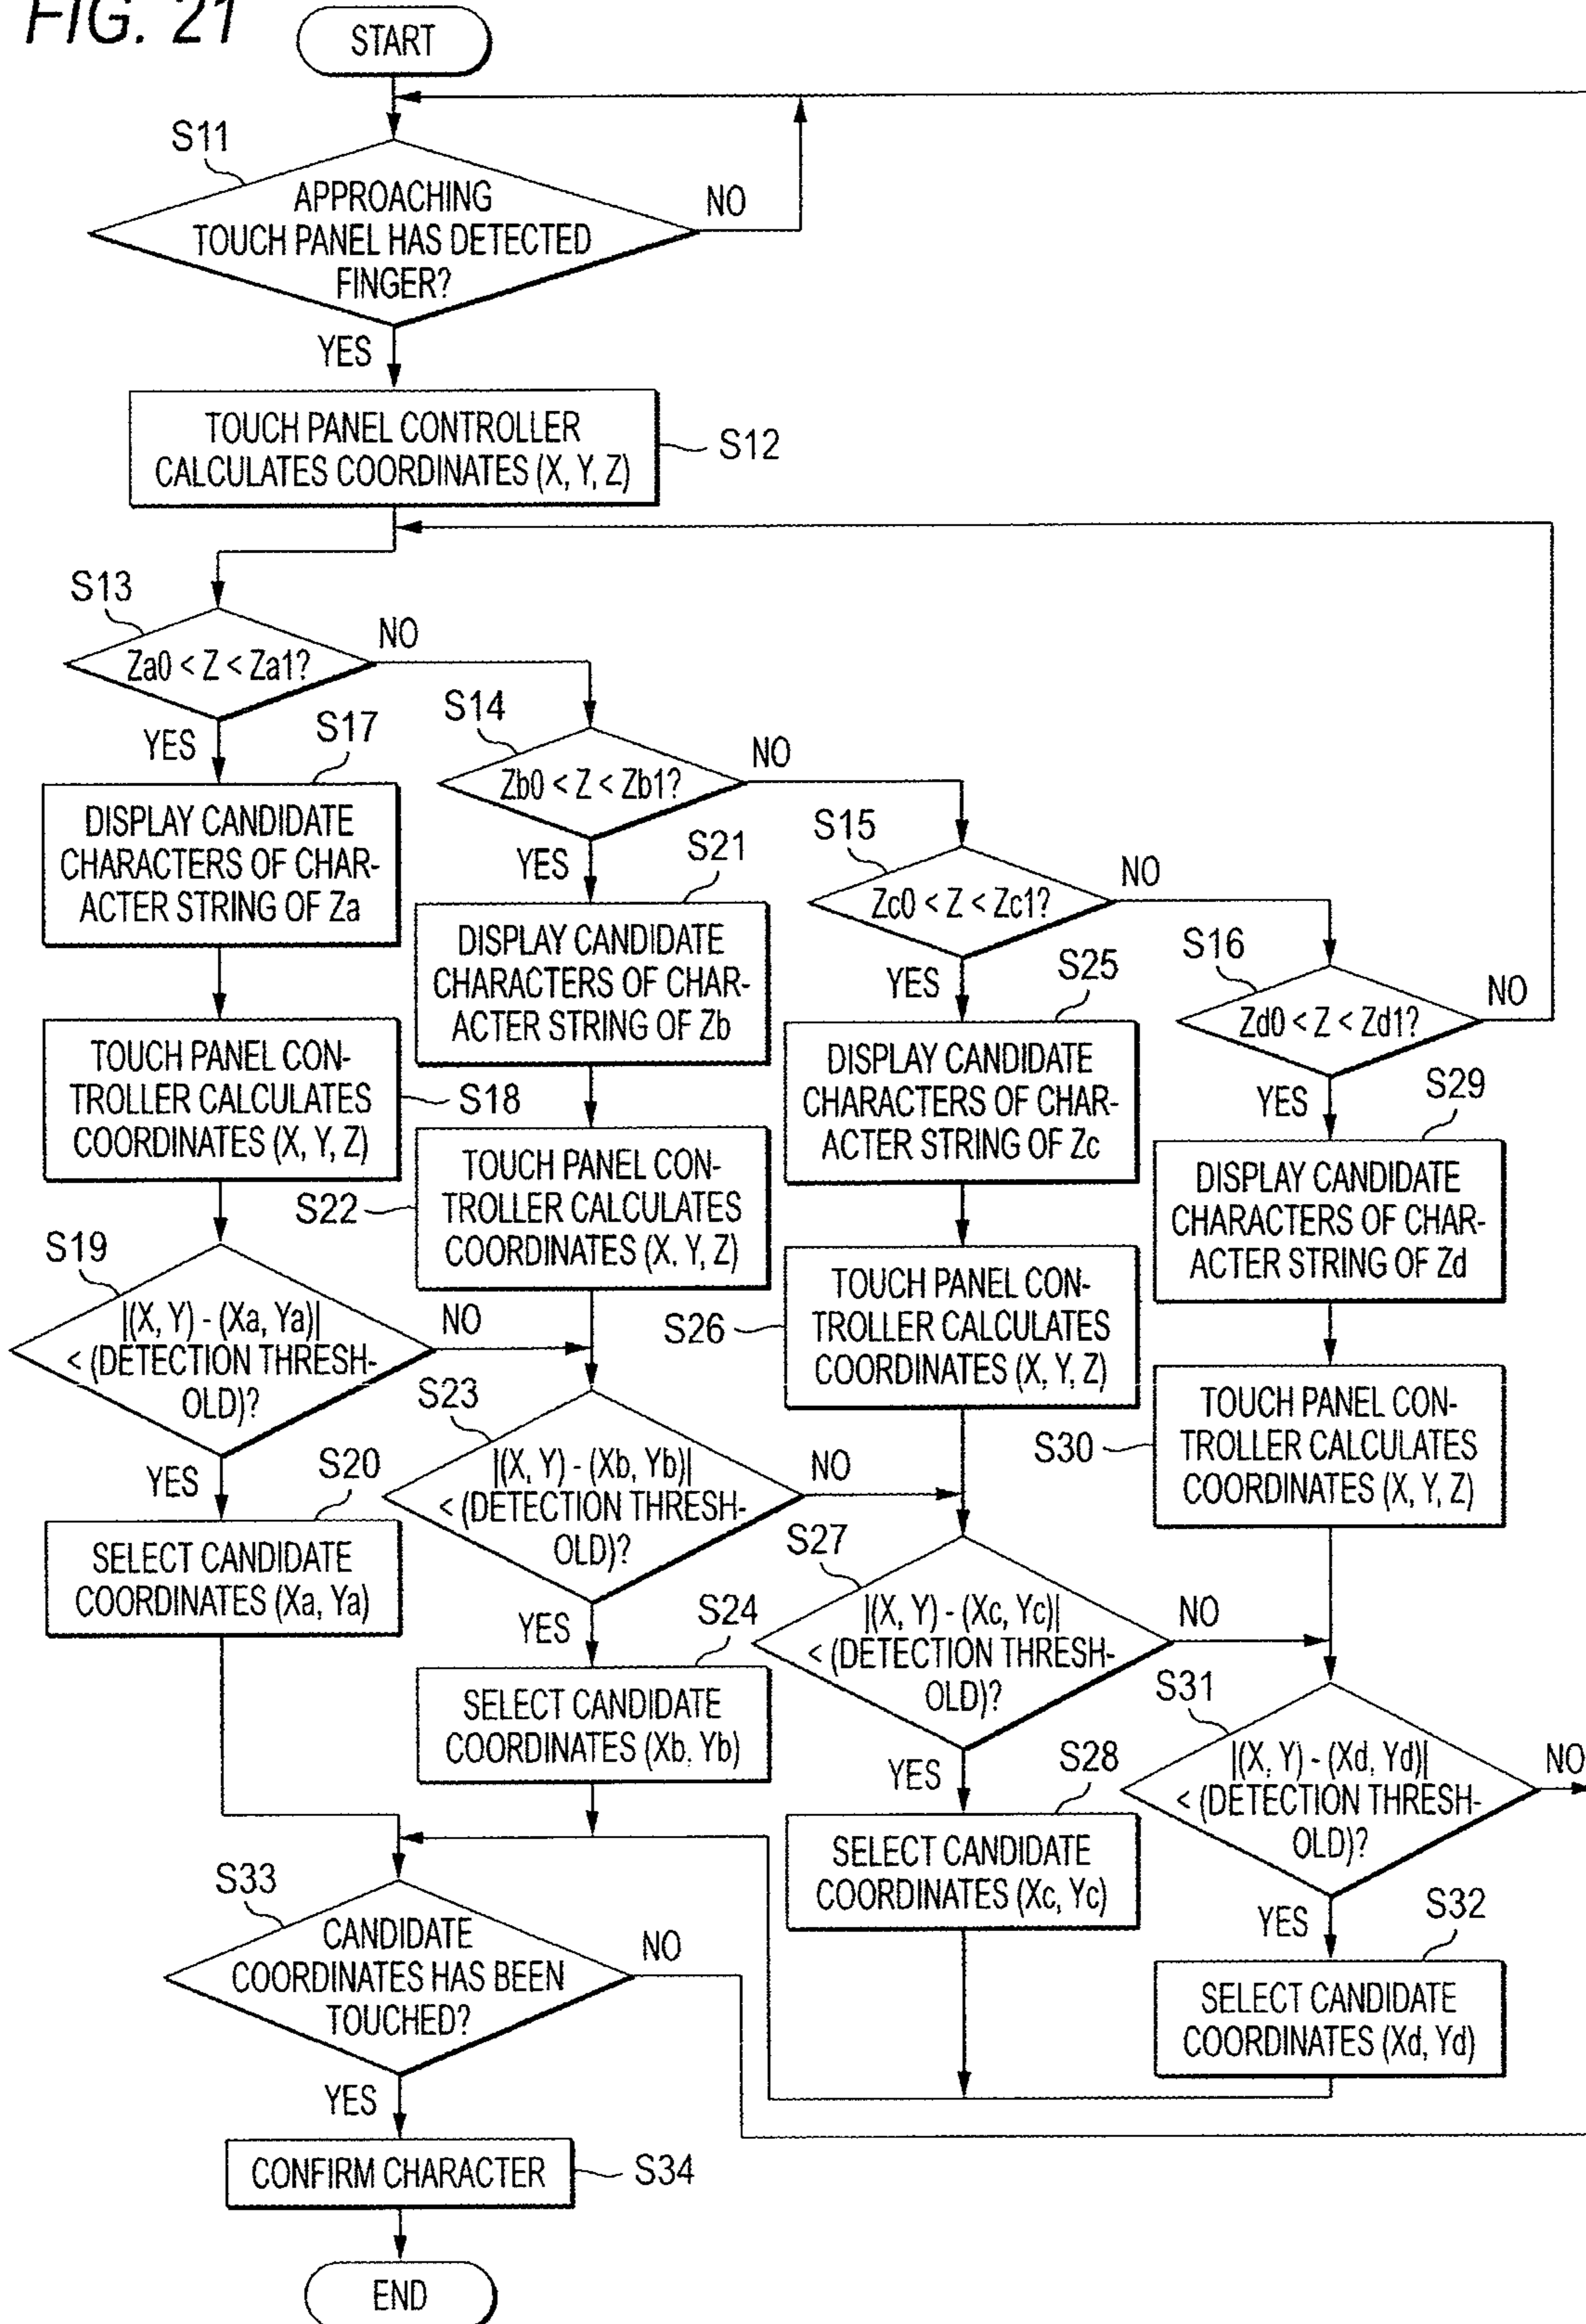 FIG. 21
START
S11
APPROACHING
TOUCH PANEL HAS DETECTED
FINGER?
NO
YES
TOUCH PANEL CONTROLLER
CALCULATES COORDINATES (X, Y, Z)
S12
S13
Za0 < Z < Za1?
NO
YES
S17
DISPLAY CANDIDATE
CHARACTERS OF CHAR-
ACTER STRING OF Za
TOUCH PANEL CON-
TROLLER CALCULATES
COORDINATES (X, Y, Z)
S18
S19
|(X, Y) - (Xa, Ya)|
< (DETECTION THRESH-
OLD)?
NO
YES
S20
SELECT CANDIDATE
COORDINATES (Xa, Ya)
S14
Zb0 < Z < Zb1?
NO
YES
S21
DISPLAY CANDIDATE
CHARACTERS OF CHAR-
ACTER STRING OF Zb
S22
TOUCH PANEL CON-
TROLLER CALCULATES
COORDINATES (X, Y, Z)
S23
|(X, Y) - (Xb, Yb)|
< (DETECTION THRESH-
OLD)?
NO
YES
S24
SELECT CANDIDATE
COORDINATES (Xb, Yb)
S15
Zc0 < Z < Zc1?
NO
YES
S25
DISPLAY CANDIDATE
CHARACTERS OF CHAR-
ACTER STRING OF Zc
S26
TOUCH PANEL CON-
TROLLER CALCULATES
COORDINATES (X, Y, Z)
S27
|(X, Y) - (Xc, Yc)|
< (DETECTION THRESH-
OLD)?
NO
YES
S28
SELECT CANDIDATE
COORDINATES (Xc, Yc)
S16
Zd0 < Z < Zd1?
NO
YES
S29
DISPLAY CANDIDATE
CHARACTERS OF CHAR-
ACTER STRING OF Zd
S30
TOUCH PANEL CON-
TROLLER CALCULATES
COORDINATES (X, Y, Z)
S31
|(X, Y) - (Xd, Yd)|
< (DETECTION THRESH-
OLD)?
NO
YES
S32
SELECT CANDIDATE
COORDINATES (Xd, Yd)
S33
CANDIDATE
COORDINATES HAS BEEN
TOUCHED?
NO
YES
CONFIRM CHARACTER
S34
END